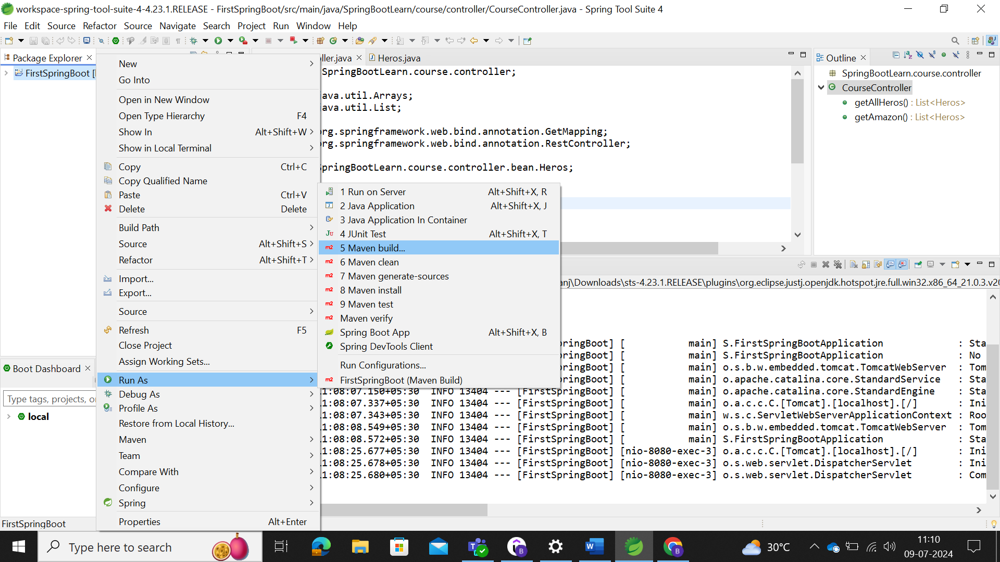 workspace-spring-tool-suite-4-4.23.1.RELEASE - FirstSpringBoot/src/main/java/SpringBootLearn/course/controller/CourseController.java - Spring Tool Suite 4
File Edit Source Refactor Source Navigate Search Project Run Window Help
Package Explorer
FirstSpringBoot [
New
Go Into
Open in New Window
Open Type Hierarchy F4
Show In Alt+Shift+W
Show in Local Terminal
Copy Ctrl+C
Copy Qualified Name
Paste Ctrl+V
Delete Delete
Build Path
Source Alt+Shift+S
Refactor Alt+Shift+T
Import...
Export...
Source
Refresh F5
Close Project
Assign Working Sets...
Run As
Debug As
Profile As
Restore from Local History...
Maven
Team
Compare With
Configure
Spring
Properties Alt+Enter
1 Run on Server Alt+Shift+X, R
2 Java Application Alt+Shift+X, J
3 Java Application In Container
4 JUnit Test Alt+Shift+X, T
5 Maven build...
6 Maven clean
7 Maven generate-sources
8 Maven install
9 Maven test
Maven verify
Spring Boot App Alt+Shift+X, B
Spring DevTools Client
Run Configurations...
FirstSpringBoot (Maven Build)
ller.java Heros.java
SpringBootLearn.course.controller;
ava.util.Arrays;
ava.util.List;
rg.springframework.web.bind.annotation.GetMapping;
rg.springframework.web.bind.annotation.RestController;
SpringBootLearn.course.controller.bean.Heros;
Outline
SpringBootLearn.course.controller
CourseController
getAllHeros() : List<Heros>
getAmazon() : List<Heros>
anj\Downloads\sts-4.23.1.RELEASE\plugins\org.eclipse.justj.openjdk.hotspot.jre.full.win32.x86_64_21.0.3.v20
ringBoot] [ main] S.FirstSpringBootApplication : Sta
ringBoot] [ main] S.FirstSpringBootApplication : No
ringBoot] [ main] o.s.b.w.embedded.tomcat.TomcatWebServer : Tom
ringBoot] [ main] o.apache.catalina.core.StandardService : Sta
1:08:07.150+05:30 INFO 13404 --- [FirstSpringBoot] [ main] o.apache.catalina.core.StandardEngine : Sta
1:08:07.337+05:30 INFO 13404 --- [FirstSpringBoot] [ main] o.a.c.c.C.[Tomcat].[localhost].[/] : Ini
1:08:07.343+05:30 INFO 13404 --- [FirstSpringBoot] [ main] w.s.c.ServletWebServerApplicationContext : Roo
1:08:08.549+05:30 INFO 13404 --- [FirstSpringBoot] [ main] o.s.b.w.embedded.tomcat.TomcatWebServer : Tom
1:08:08.572+05:30 INFO 13404 --- [FirstSpringBoot] [ main] S.FirstSpringBootApplication : Sta
1:08:25.677+05:30 INFO 13404 --- [FirstSpringBoot] [nio-8080-exec-3] o.a.c.c.C.[Tomcat].[localhost].[/] : Ini
1:08:25.678+05:30 INFO 13404 --- [FirstSpringBoot] [nio-8080-exec-3] o.s.web.servlet.DispatcherServlet : Ini
1:08:25.680+05:30 INFO 13404 --- [FirstSpringBoot] [nio-8080-exec-3] o.s.web.servlet.DispatcherServlet : Com
Boot Dashboard
Type tags, projects, or
local
FirstSpringBoot
Type here to search
30°C
11:10
09-07-2024